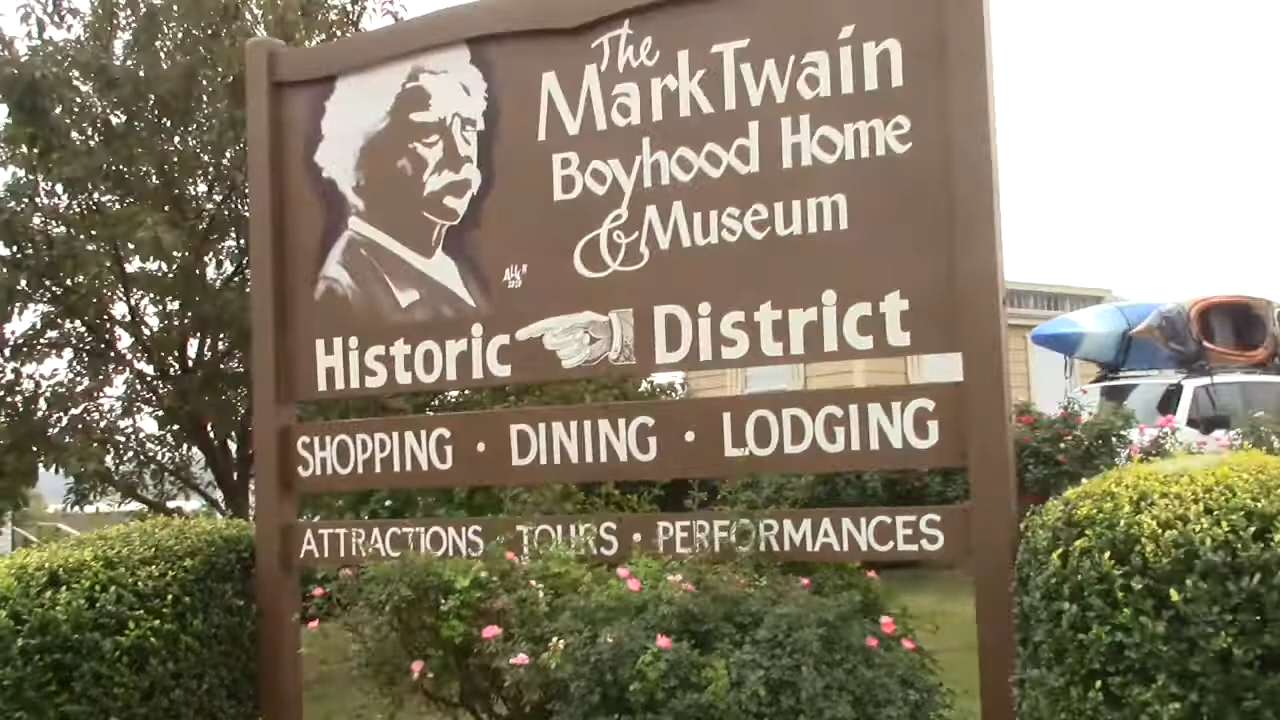 The
Mark Twain
Boyhood Home
& Museum
Historic District
SHOPPING · DINING · LODGING
ATTRACTIONS · TOURS · PERFORMANCES